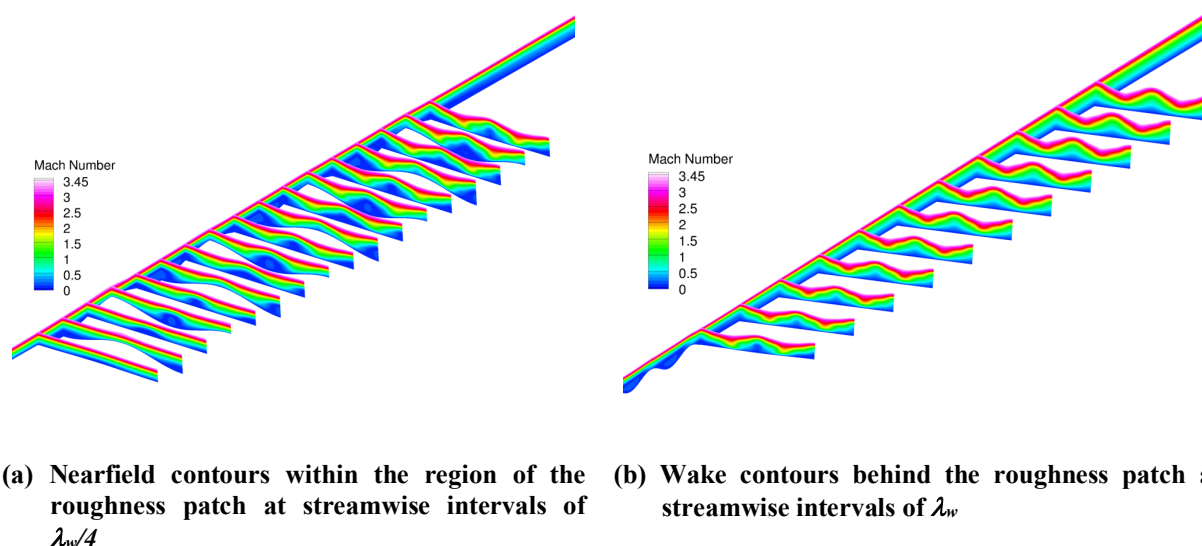 Mach Number
3.45
3
2.5
2
1.5
1
0.5
0
Mach Number
3.45
3
2.5
2
1.5
1
0.5
0
(a) Nearfield contours within the region of the
roughness patch at streamwise intervals of
λw/4
(b) Wake contours behind the roughness patch a
streamwise intervals of λw